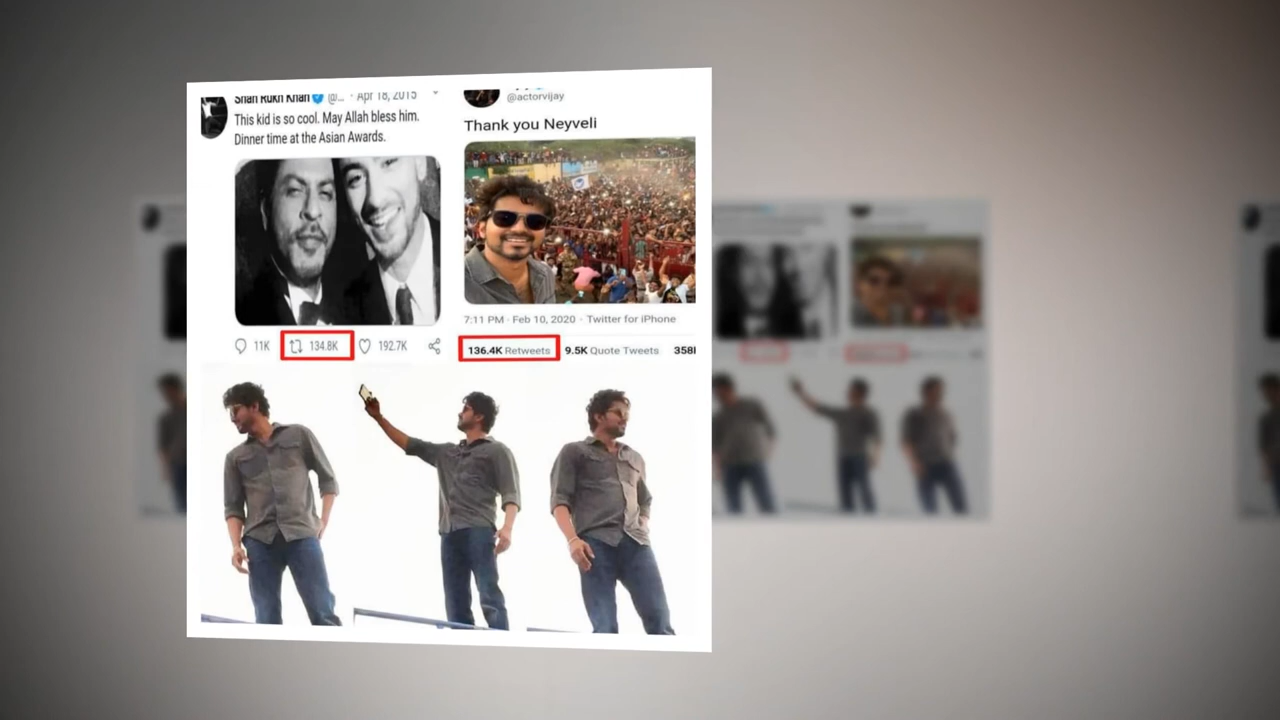 Shah Rukh Khan @... · Apr 18, 2015
This kid is so cool. May Allah bless him.
Dinner time at the Asian Awards.
11K 134.8K 192.7K
@actorvijay
Thank you Neyveli
7:11 PM · Feb 10, 2020 · Twitter for iPhone
136.4K Retweets 9.5K Quote Tweets 358